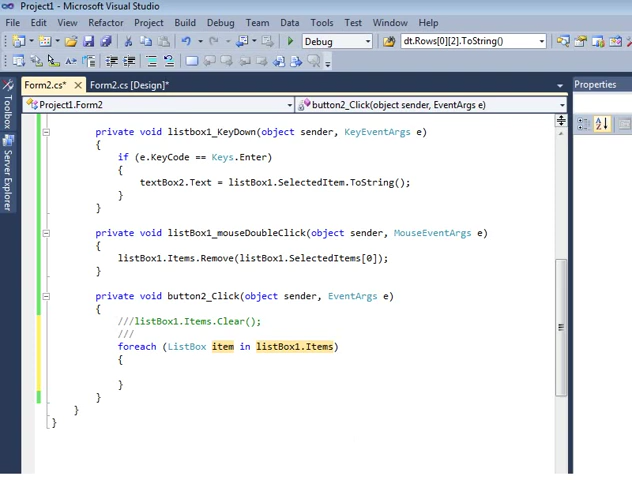 Project1 - Microsoft Visual Studio
File Edit View Refactor Project Build Debug Team Data Tools Test Window Help
Debug dt.Rows[0][2].ToString()
Form2.cs* Form2.cs [Design]* Properties
Project1.Form2 button2_Click(object sender, EventArgs e)
Toolbox
Server Explorer
private void listbox1_KeyDown(object sender, KeyEventArgs e)
{
if (e.KeyCode == Keys.Enter)
{
textBox2.Text = listBox1.SelectedItem.ToString();
}
}
private void listBox1_mouseDoubleClick(object sender, MouseEventArgs e)
{
listBox1.Items.Remove(listBox1.SelectedItems[0]);
}
private void button2_Click(object sender, EventArgs e)
{
///listBox1.Items.Clear();
///
foreach (ListBox item in listBox1.Items)
{
}
}
}
}